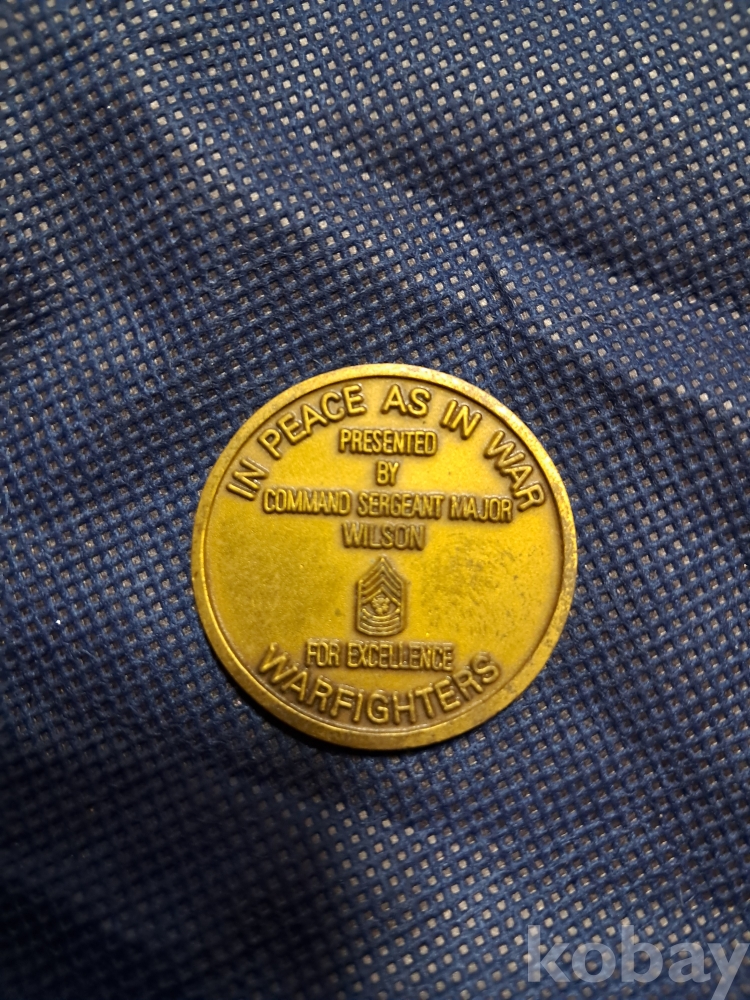 IN PEACE AS IN WAR
PRESENTED
BY
COMMAND SERGEANT MAJOR
WILSON
FOR EXCELLENCE
WARFIGHTERS
kobay